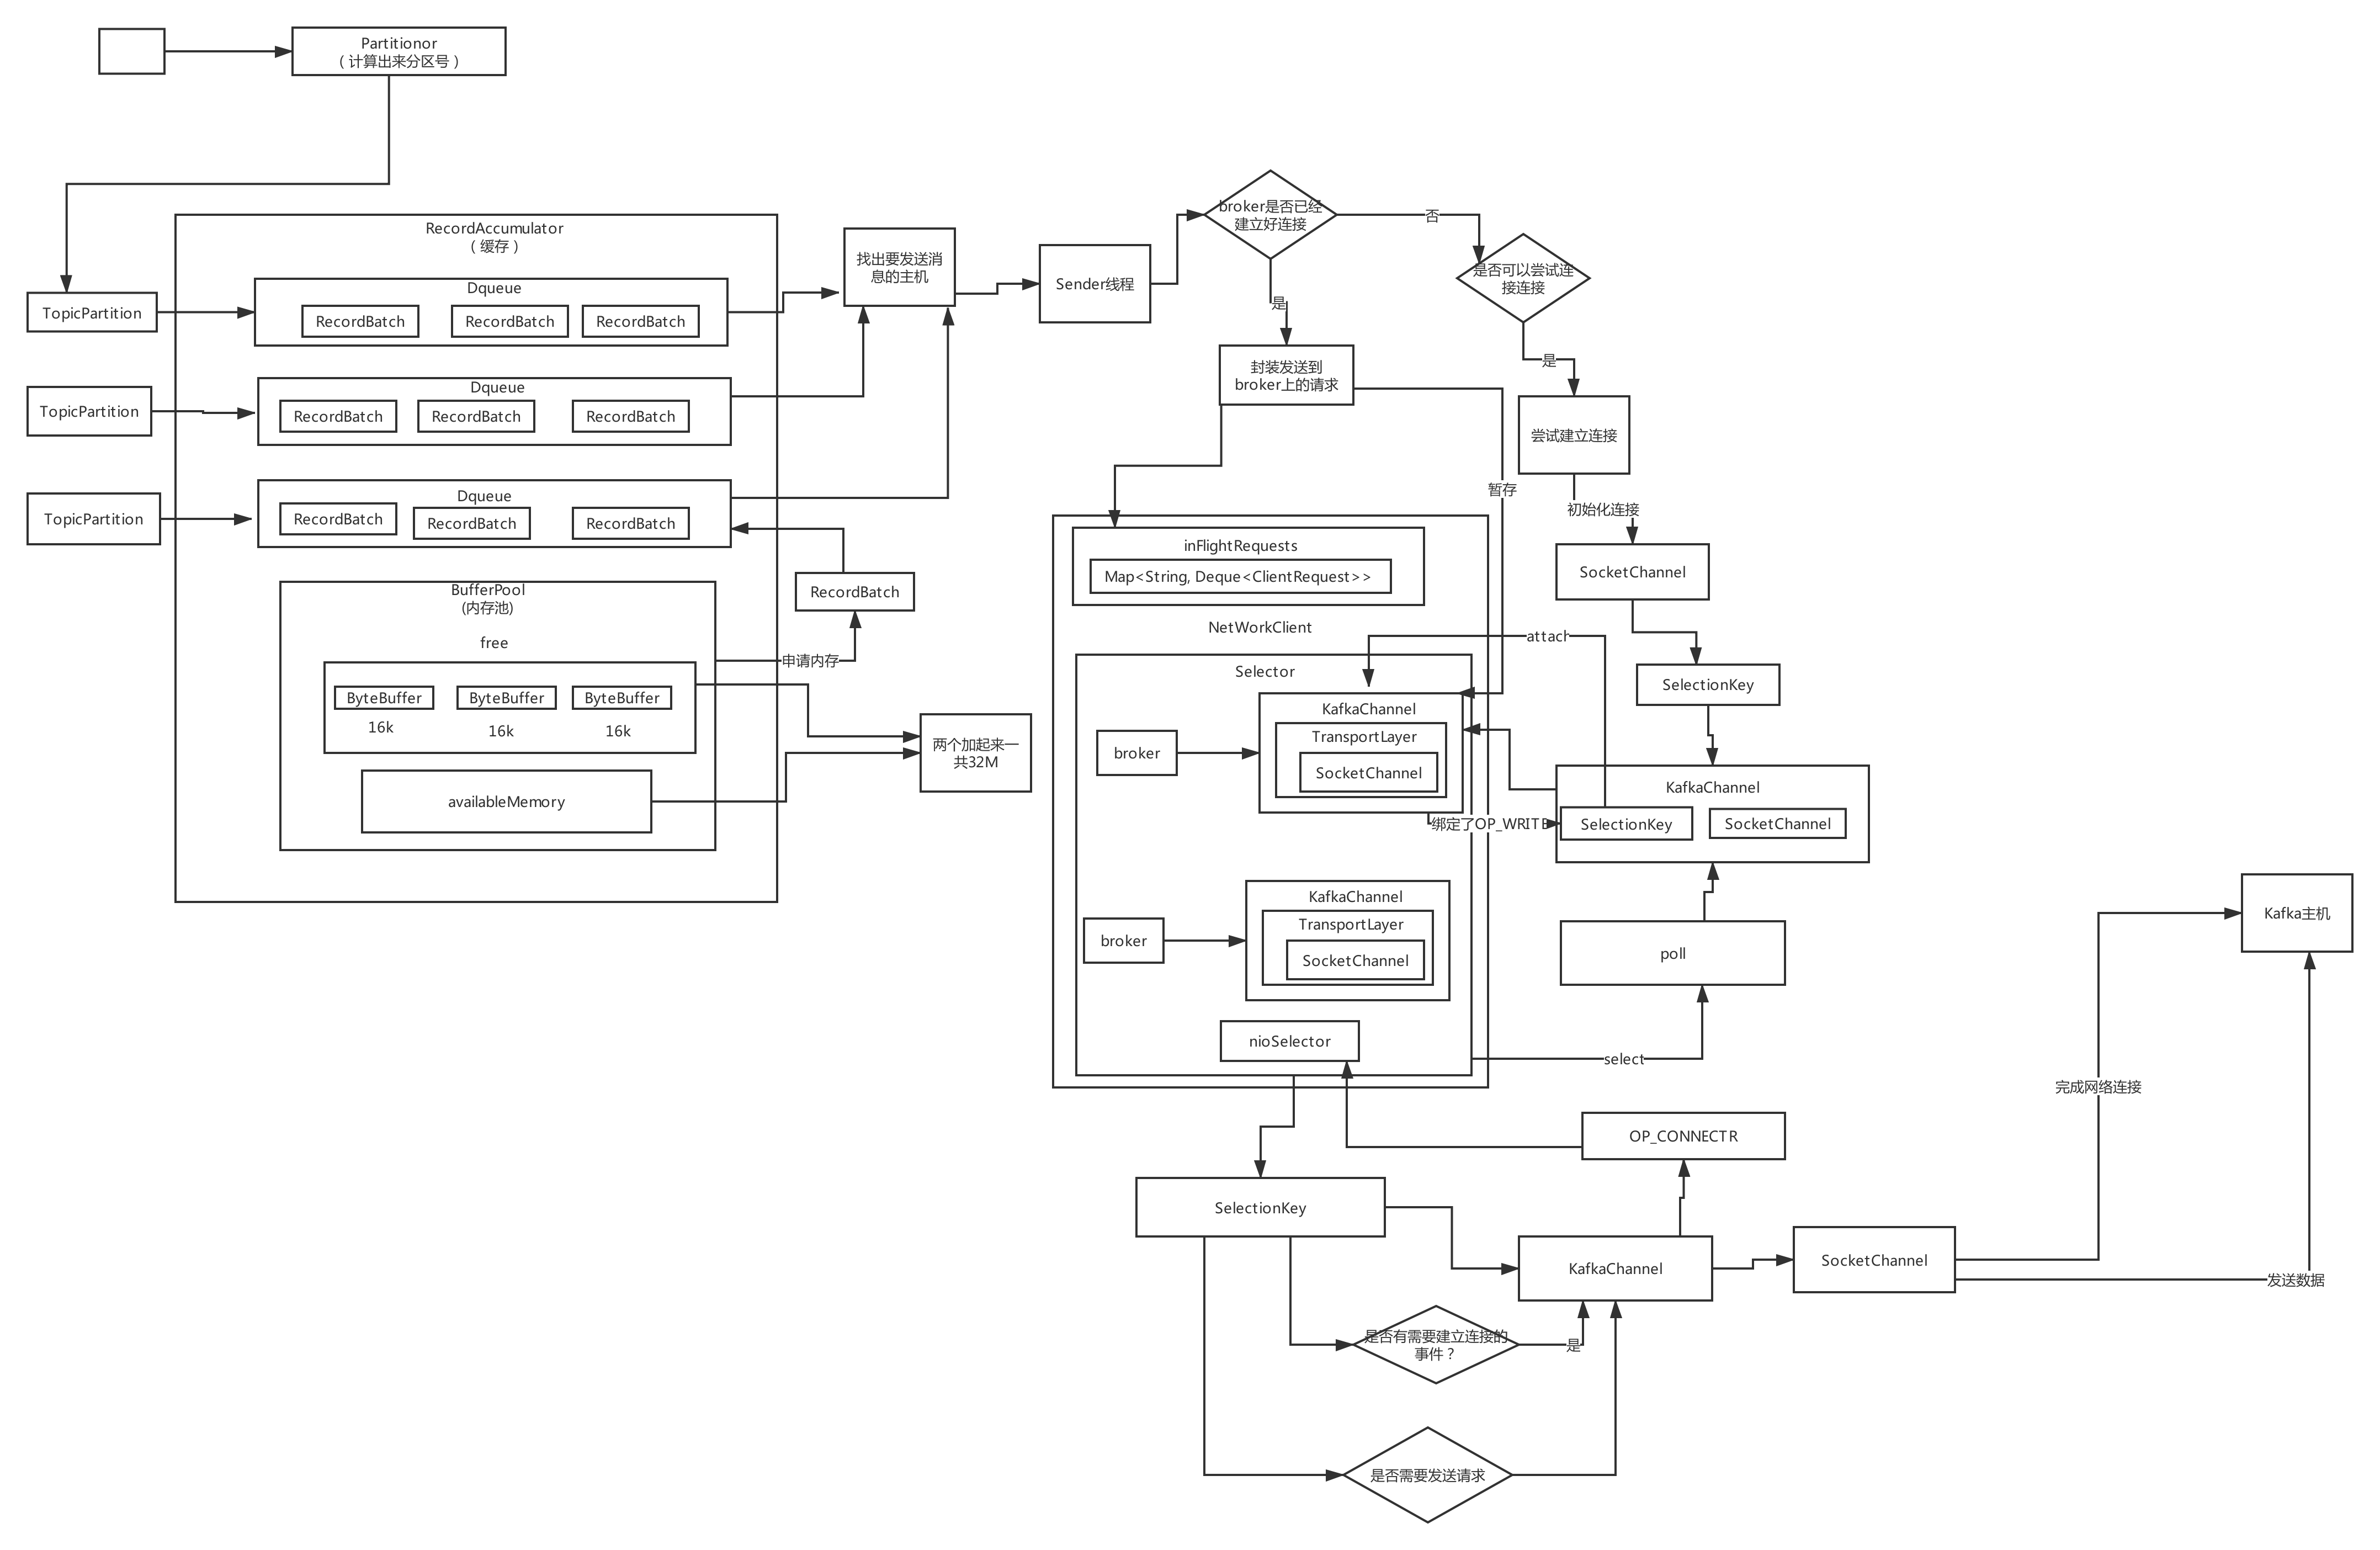 Partitionor
（计算出来分区号）
RecordAccumulator
（缓存）
TopicPartition
Dqueue
RecordBatch
RecordBatch
RecordBatch
TopicPartition
Dqueue
RecordBatch
RecordBatch
RecordBatch
TopicPartition
Dqueue
RecordBatch
RecordBatch
RecordBatch
BufferPool
(内存池)
free
ByteBuffer
ByteBuffer
ByteBuffer
16k
16k
16k
availableMemory
申请内存
RecordBatch
两个加起来一
共32M
找出要发送消
息的主机
Sender线程
broker是否已经
建立好连接
否
是
是否可以尝试连
接连接
是
封装发送到
broker上的请求
尝试建立连接
暂存
初始化连接
inFlightRequests
Map<String, Deque<ClientRequest>>
NetWorkClient
attach
Selector
broker
KafkaChannel
TransportLayer
SocketChannel
绑定了OP_WRITE
broker
KafkaChannel
TransportLayer
SocketChannel
nioSelector
SocketChannel
SelectionKey
KafkaChannel
SelectionKey
SocketChannel
poll
select
OP_CONNECTR
SelectionKey
KafkaChannel
SocketChannel
是否有需要建立连接的
事件？
是
是否需要发送请求
完成网络连接
发送数据
Kafka主机